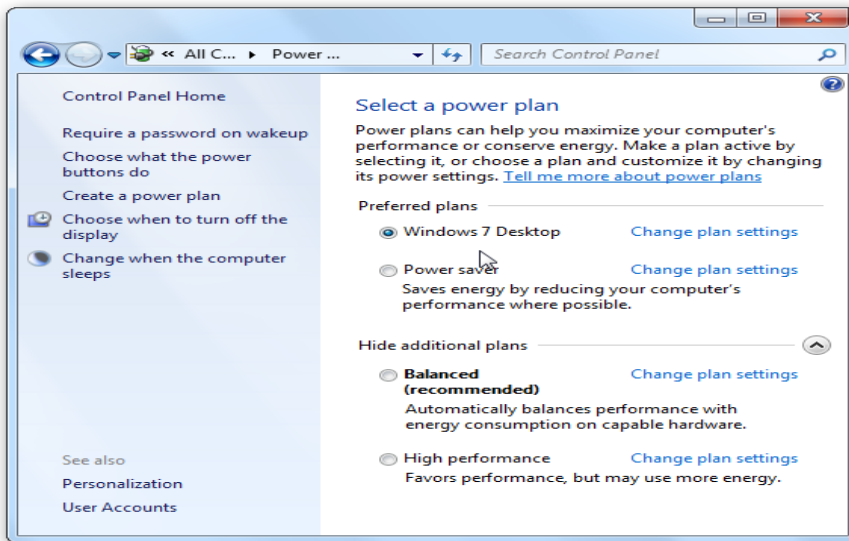 « All C... ▸ Power ...
Search Control Panel
Control Panel Home
Require a password on wakeup
Choose what the power
buttons do
Create a power plan
Choose when to turn off the
display
Change when the computer
sleeps
See also
Personalization
User Accounts
Select a power plan
Power plans can help you maximize your computer's
performance or conserve energy. Make a plan active by
selecting it, or choose a plan and customize it by changing
its power settings. Tell me more about power plans
Preferred plans
Windows 7 Desktop Change plan settings
Power saver Change plan settings
Saves energy by reducing your computer's
performance where possible.
Hide additional plans
Balanced Change plan settings
(recommended)
Automatically balances performance with
energy consumption on capable hardware.
High performance Change plan settings
Favors performance, but may use more energy.